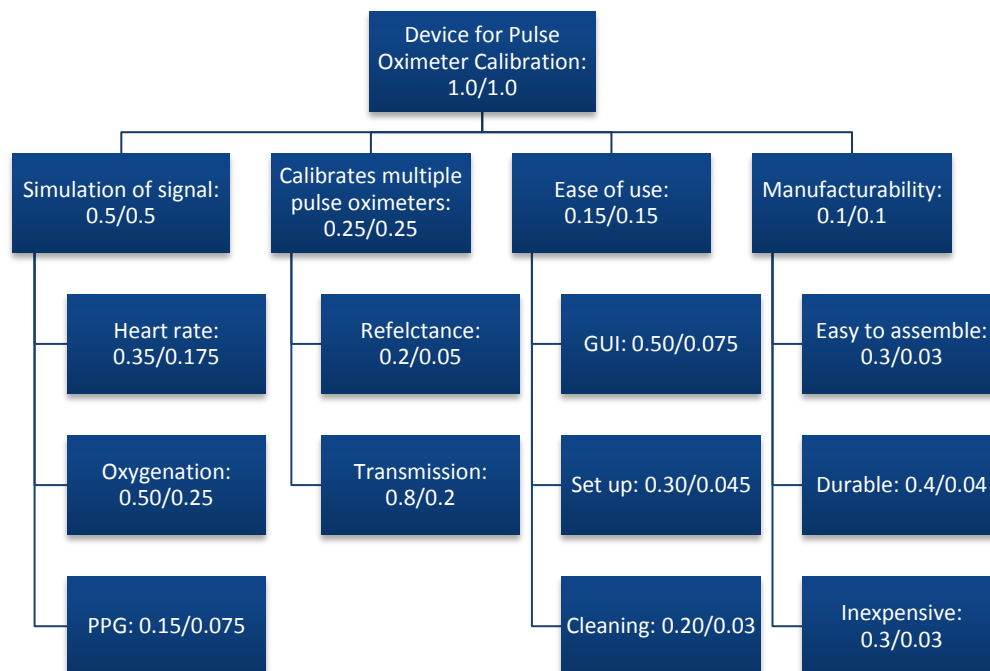 Device for Pulse
Oximeter Calibration:
1.0/1.0
Simulation of signal:
0.5/0.5
Calibrates multiple
pulse oximeters:
0.25/0.25
Ease of use:
0.15/0.15
Manufacturability:
0.1/0.1
Heart rate:
0.35/0.175
Refelctance:
0.2/0.05
GUI: 0.50/0.075
Easy to assemble:
0.3/0.03
Oxygenation:
0.50/0.25
Transmission:
0.8/0.2
Set up: 0.30/0.045
Durable: 0.4/0.04
PPG: 0.15/0.075
Cleaning: 0.20/0.03
Inexpensive:
0.3/0.03